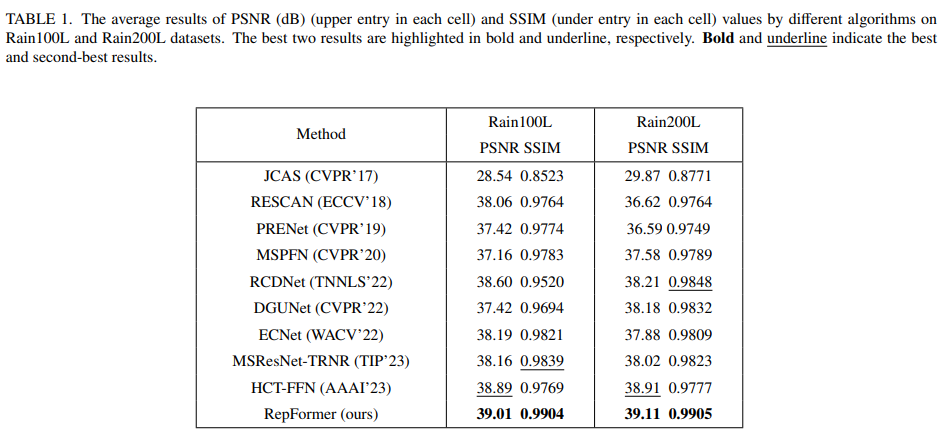 TABLE 1. The average results of PSNR (dB) (upper entry in each cell) and SSIM (under entry in each cell) values by different algorithms on
Rain100L and Rain200L datasets. The best two results are highlighted in bold and underline, respectively. Bold and underline indicate the best
and second-best results.
Method Rain100L Rain200L
PSNR SSIM PSNR SSIM
JCAS (CVPR’17) 28.54 0.8523 29.87 0.8771
RESCAN (ECCV’18) 38.06 0.9764 36.62 0.9764
PRENet (CVPR’19) 37.42 0.9774 36.59 0.9749
MSPFN (CVPR’20) 37.16 0.9783 37.58 0.9789
RCDNet (TNNLS’22) 38.60 0.9520 38.21 0.9848
DGUNet (CVPR’22) 37.42 0.9694 38.18 0.9832
ECNet (WACV’22) 38.19 0.9821 37.88 0.9809
MSResNet-TRNR (TIP’23) 38.16 0.9839 38.02 0.9823
HCT-FFN (AAAI’23) 38.89 0.9769 38.91 0.9777
RepFormer (ours) 39.01 0.9904 39.11 0.9905